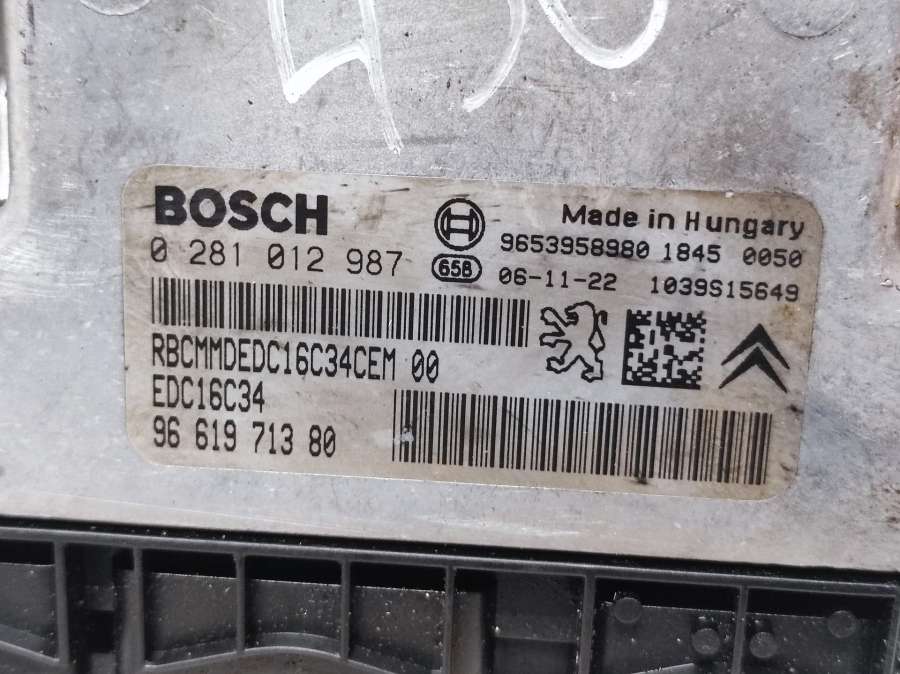 430
BOSCH
0 281 012 987
658
Made in Hungary
9653958980 1845 0050
06-11-22 1039S15649
RBCMMDEDC16C34CEM 00
EDC16C34
96 619 713 80